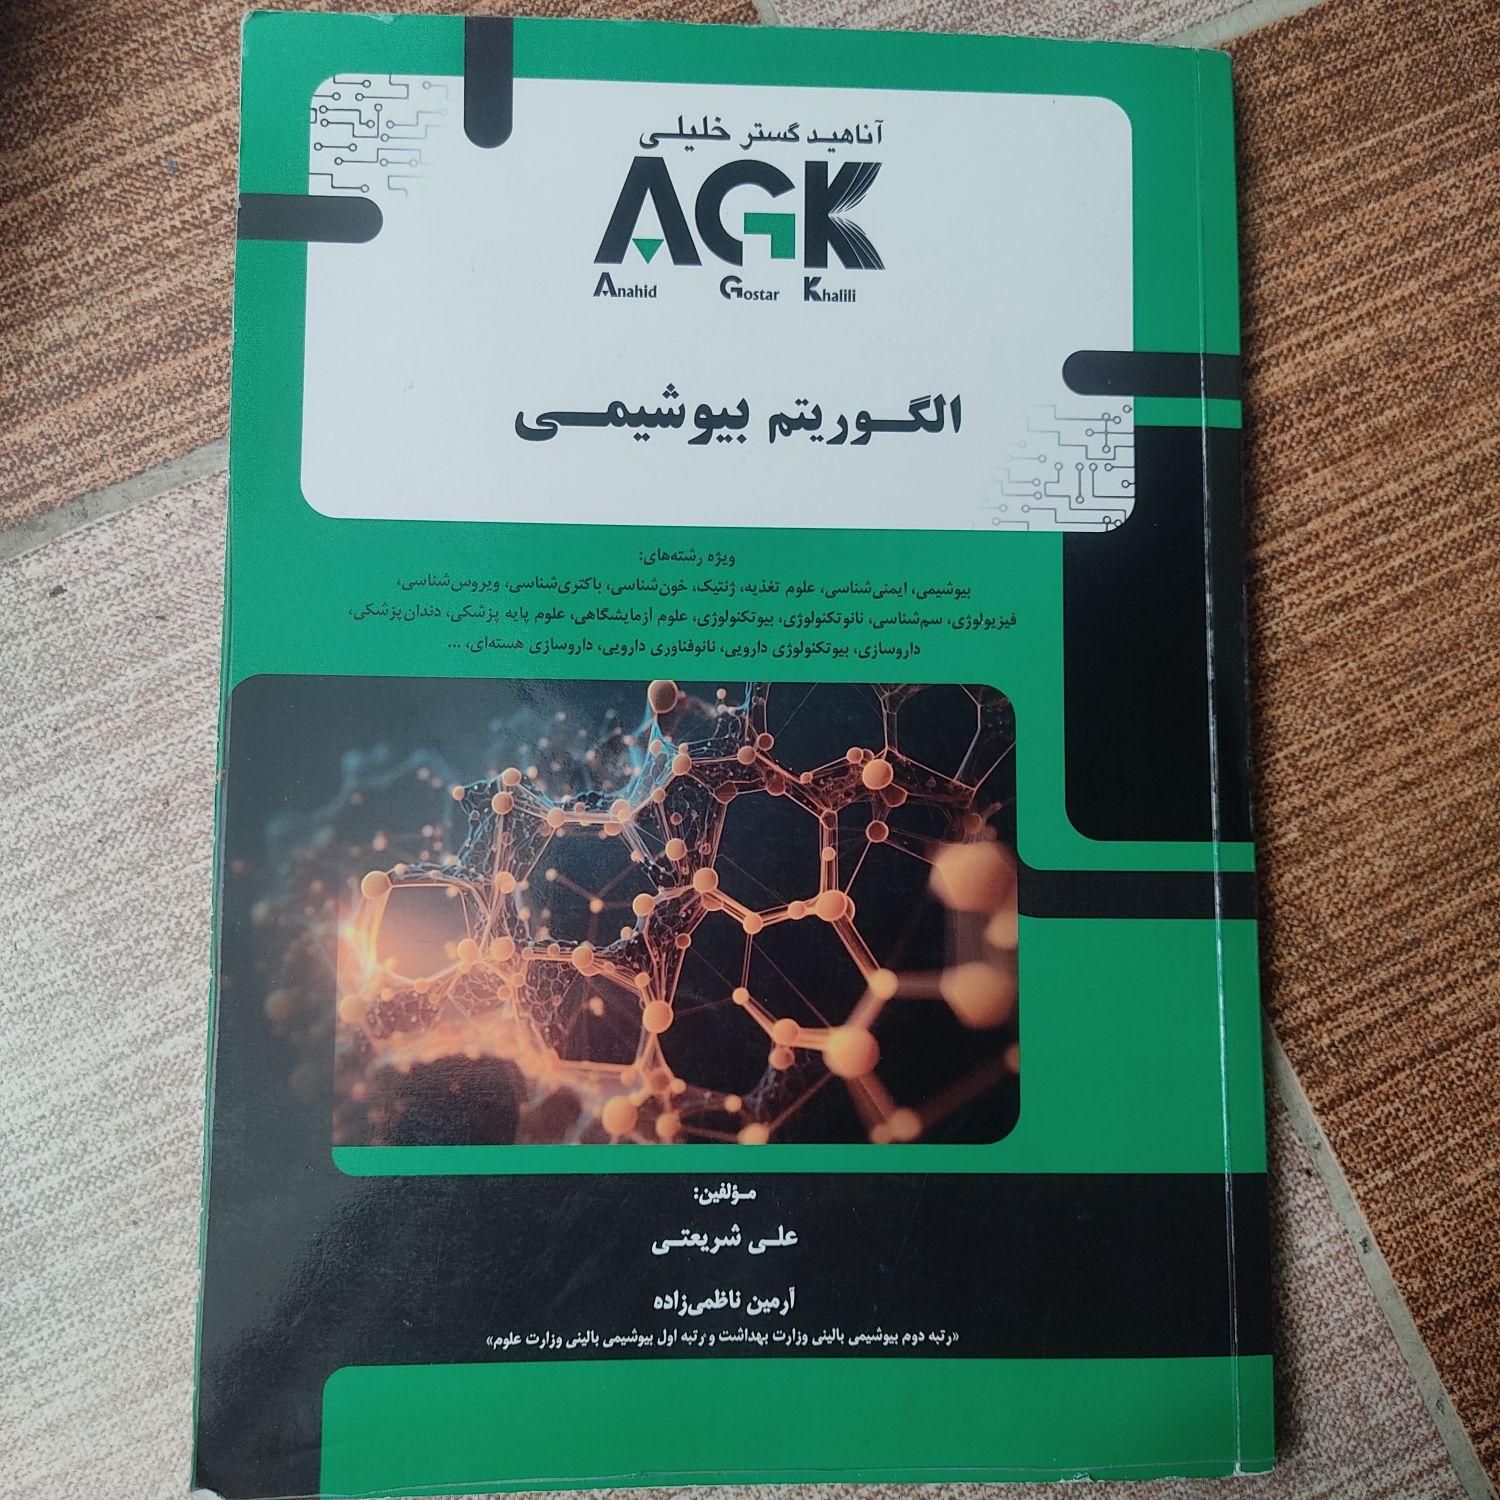 آناهید گستر خلیلی
AGK
Anahid Gostar Khalili
الگوریتم بیوشیمی
ویژه رشته‌های:
بیوشیمی، ایمنی‌شناسی، علوم تغذیه، ژنتیک، خون‌شناسی، باکتری‌شناسی، ویروس‌شناسی،
فیزیولوژی، سم‌شناسی، نانوتکنولوژی، بیوتکنولوژی، علوم آزمایشگاهی، علوم پایه پزشکی، دندان‌پزشکی،
داروسازی، بیوتکنولوژی دارویی، نانوفناوری دارویی، داروسازی هسته‌ای، ...
مؤلفین:
علی شریعتی
آرمین ناظمی‌زاده
«رتبه دوم بیوشیمی بالینی وزارت بهداشت و رتبه اول بیوشیمی بالینی وزارت علوم»